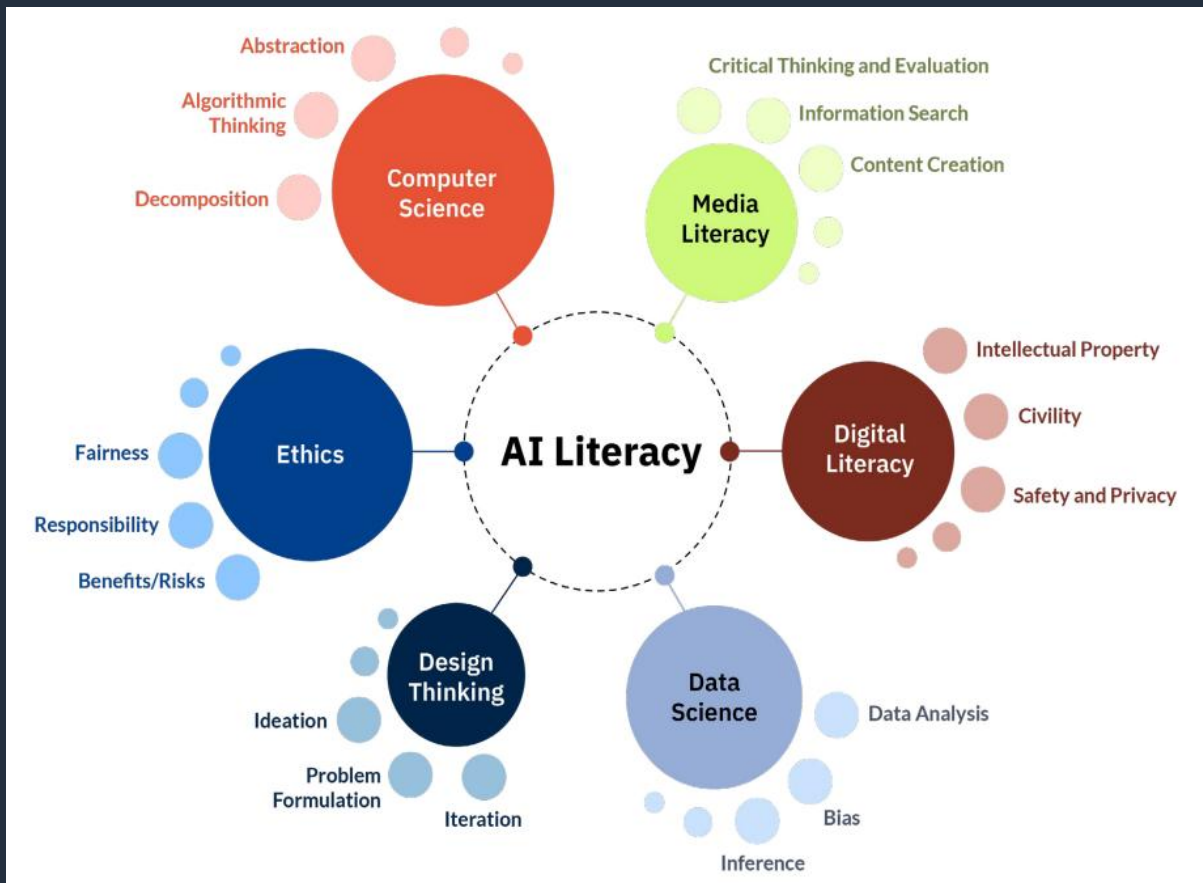 Abstraction
Algorithmic
Thinking
Decomposition
Computer
Science
Critical Thinking and Evaluation
Information Search
Content Creation
Media
Literacy
Intellectual Property
Civility
Safety and Privacy
Digital
Literacy
AI Literacy
Ethics
Fairness
Responsibility
Benefits/Risks
Design
Thinking
Ideation
Problem
Formulation
Iteration
Data
Science
Data Analysis
Bias
Inference